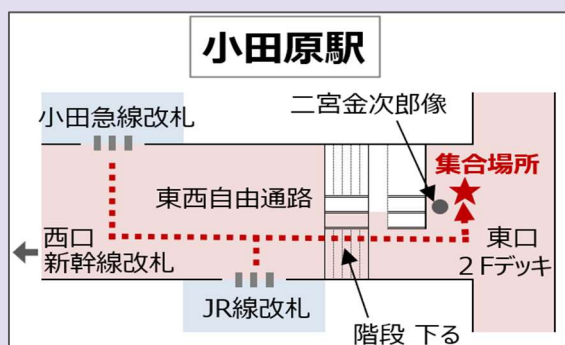 小田原駅
二宮金次郎像
小田急線改札
集合場所
東西自由通路
西口
新幹線改札
東口
２Fデッキ
JR線改札
階段 下る